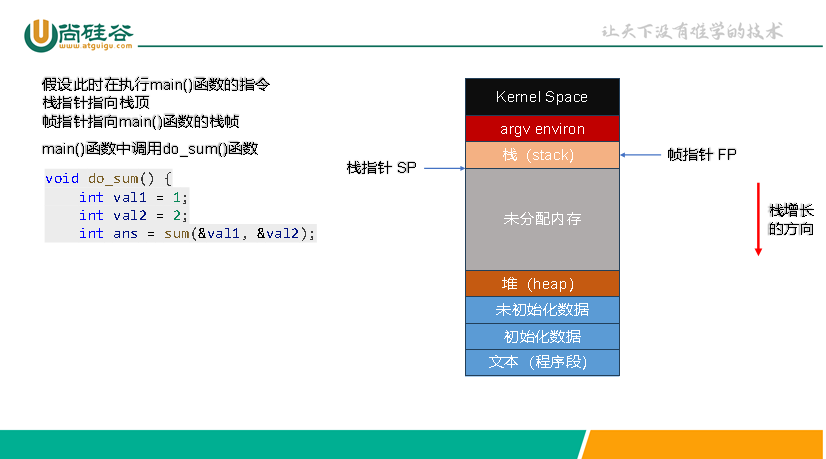 尚硅谷
www.atguigu.com
让天下没有难学的技术
假设此时在执行main()函数的指令
栈指针指向栈顶
帧指针指向main()函数的栈帧
main()函数中调用do_sum()函数
void do_sum() {
    int val1 = 1;
    int val2 = 2;
    int ans = sum(&val1, &val2);
Kernel Space
argv environ
栈（stack）
栈指针 SP
帧指针 FP
未分配内存
栈增长
的方向
堆（heap）
未初始化数据
初始化数据
文本（程序段）